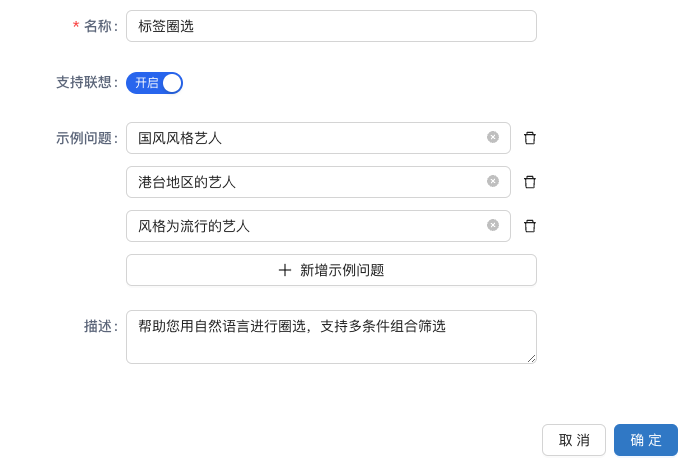 * 名称：
标签圈选
支持联想：
开启
示例问题：
国风风格艺人
港台地区的艺人
风格为流行的艺人
＋ 新增示例问题
描述：
帮助您用自然语言进行圈选，支持多条件组合筛选
取 消
确 定